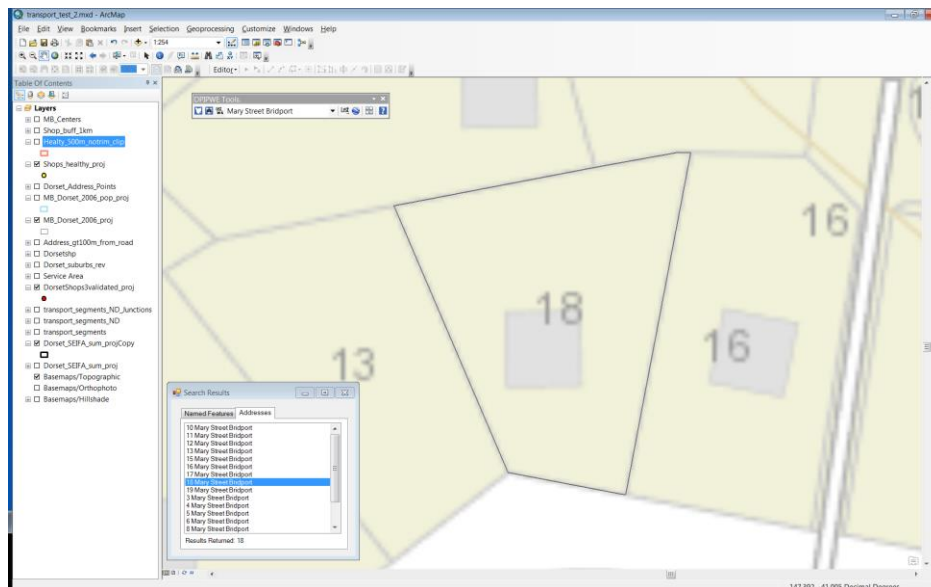 transport_test_2.mxd - ArcMap
File Edit View Bookmarks Insert Selection Geoprocessing Customize Windows Help
1:254
Editor
Table Of Contents
Layers
MB_Centers
Shop_buff_1km
Healty_500m_notrim_clip
Shops_healthy_proj
Dorset_Address_Points
MB_Dorset_2006_pop_proj
MB_Dorset_2006_proj
Address_gt100m_from_road
Dorsetshp
Dorset_suburbs_rev
Service Area
DorsetShops3validated_proj
transport_segments_ND_Junctions
transport_segments_ND
transport_segments
Dorset_SEIFA_sum_projCopy
Dorset_SEIFA_sum_proj
Basemaps/Topographic
Basemaps/Orthophoto
Basemaps/Hillshade
DPIPWE Tools
Mary Street Bridport
16
18
16
13
Search Results
Named Features Addresses
10 Mary Street Bridport
11 Mary Street Bridport
12 Mary Street Bridport
13 Mary Street Bridport
15 Mary Street Bridport
16 Mary Street Bridport
17 Mary Street Bridport
18 Mary Street Bridport
19 Mary Street Bridport
3 Mary Street Bridport
4 Mary Street Bridport
5 Mary Street Bridport
6 Mary Street Bridport
8 Mary Street Bridport
Results Returned: 18
147.392 -41.005 Decimal Degrees